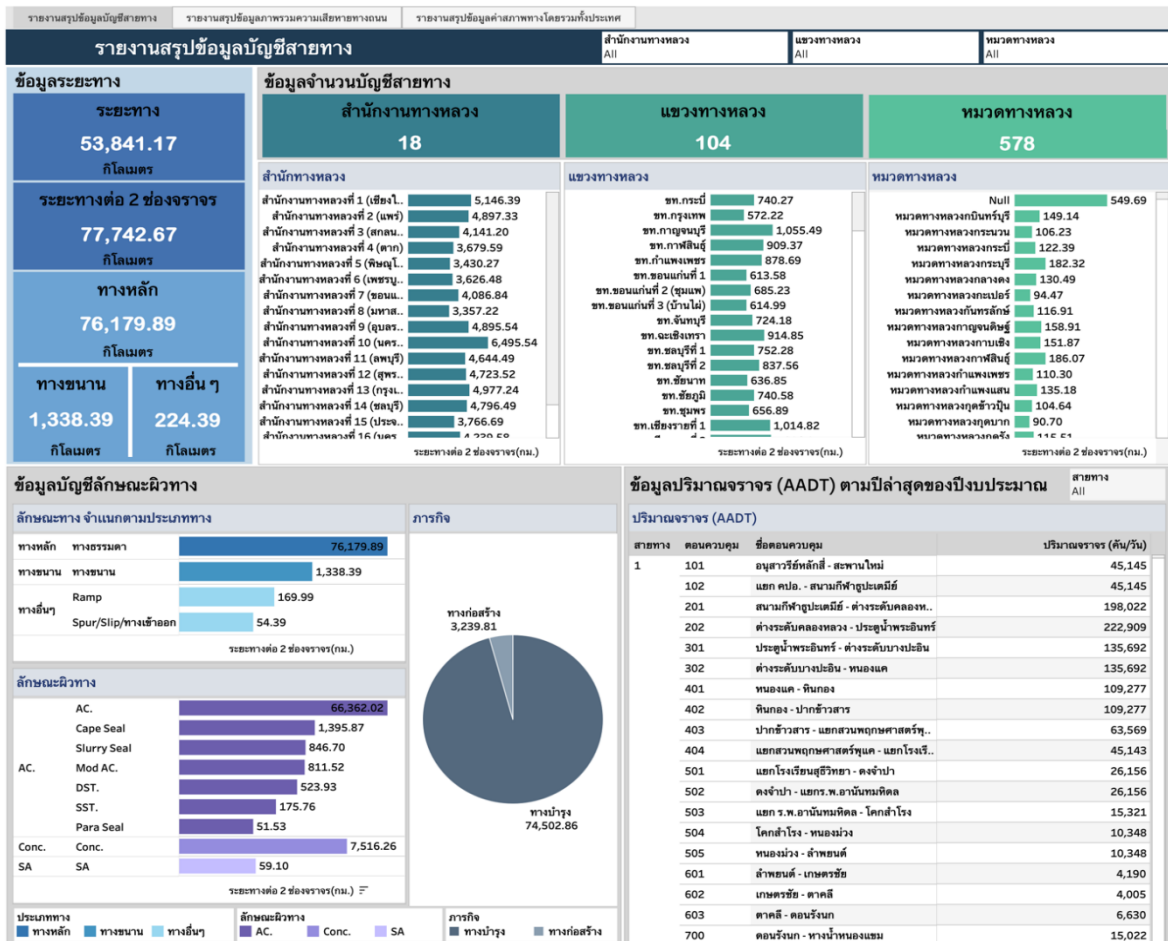 รายงานสรุปข้อมูลบัญชีสายทาง
รายงานสรุปข้อมูลภาพรวมความเสียหายทางถนน
รายงานสรุปข้อมูลค่าสภาพทางโดยรวมทั้งประเทศ
รายงานสรุปข้อมูลบัญชีสายทาง
สำนักงานทางหลวง
All
แขวงทางหลวง
All
หมวดทางหลวง
All
ข้อมูลระยะทาง
ระยะทาง
53,841.17
กิโลเมตร
ระยะทางต่อ 2 ช่องจราจร
77,742.67
กิโลเมตร
ทางหลัก
76,179.89
กิโลเมตร
ทางขนาน
1,338.39
กิโลเมตร
ทางอื่น ๆ
224.39
กิโลเมตร
ข้อมูลจำนวนบัญชีสายทาง
สำนักงานทางหลวง
18
แขวงทางหลวง
104
หมวดทางหลวง
578
สำนักทางหลวง
สำนักงานทางหลวงที่ 1 (เชียงใ.. 5,146.39
สำนักงานทางหลวงที่ 2 (แพร่) 4,897.33
สำนักงานทางหลวงที่ 3 (สกลน.. 4,141.20
สำนักงานทางหลวงที่ 4 (ตาก) 3,679.59
สำนักงานทางหลวงที่ 5 (พิษณุโ.. 3,430.27
สำนักงานทางหลวงที่ 6 (เพชรบู.. 3,626.48
สำนักงานทางหลวงที่ 7 (ขอนแ.. 4,086.84
สำนักงานทางหลวงที่ 8 (มหาส.. 3,357.22
สำนักงานทางหลวงที่ 9 (อุบลร.. 4,895.54
สำนักงานทางหลวงที่ 10 (นคร.. 6,495.54
สำนักงานทางหลวงที่ 11 (ลพบุรี) 4,644.49
สำนักงานทางหลวงที่ 12 (สุพร.. 4,723.52
สำนักงานทางหลวงที่ 13 (กรุงเ.. 4,977.24
สำนักงานทางหลวงที่ 14 (ชลบุรี) 4,796.49
สำนักงานทางหลวงที่ 15 (ประจ.. 3,766.69
สำนักงานทางหลวงที่ 16 (นคร.. 4,239.58
ระยะทางต่อ 2 ช่องจราจร(กม.)
แขวงทางหลวง
ขท.กระบี่ 740.27
ขท.กรุงเทพ 572.22
ขท.กาญจนบุรี 1,055.49
ขท.กาฬสินธุ์ 909.37
ขท.กำแพงเพชร 878.69
ขท.ขอนแก่นที่ 1 613.58
ขท.ขอนแก่นที่ 2 (ชุมแพ) 685.23
ขท.ขอนแก่นที่ 3 (บ้านไผ่) 614.99
ขท.จันทบุรี 724.18
ขท.ฉะเชิงเทรา 914.85
ขท.ชลบุรีที่ 1 752.28
ขท.ชลบุรีที่ 2 837.56
ขท.ชัยนาท 636.85
ขท.ชัยภูมิ 740.58
ขท.ชุมพร 656.89
ขท.เชียงรายที่ 1 1,014.82
ระยะทางต่อ 2 ช่องจราจร(กม.)
หมวดทางหลวง
Null 549.69
หมวดทางหลวงกบินทร์บุรี 149.14
หมวดทางหลวงกระนวน 106.23
หมวดทางหลวงกระบี่ 122.39
หมวดทางหลวงกระบุรี 182.32
หมวดทางหลวงกลางดง 130.49
หมวดทางหลวงกะเปอร์ 94.47
หมวดทางหลวงกันทรลักษ์ 116.91
หมวดทางหลวงกาญจนดิษฐ์ 158.91
หมวดทางหลวงกาบเชิง 151.87
หมวดทางหลวงกาฬสินธุ์ 186.07
หมวดทางหลวงกำแพงเพชร 110.30
หมวดทางหลวงกำแพงแสน 135.18
หมวดทางหลวงกุดข้าวปุ้น 104.64
หมวดทางหลวงกุดบาก 90.70
หมวดทางหลวงกุดรัง 115.51
ระยะทางต่อ 2 ช่องจราจร(กม.)
ข้อมูลบัญชีลักษณะผิวทาง
ลักษณะทาง จำแนกตามประเภททาง
ทางหลัก ทางธรรมดา 76,179.89
ทางขนาน ทางขนาน 1,338.39
ทางอื่นๆ Ramp 169.99
Spur/Slip/ทางเข้าออก 54.39
ระยะทางต่อ 2 ช่องจราจร(กม.)
ลักษณะผิวทาง
AC. AC. 66,362.02
Cape Seal 1,395.87
Slurry Seal 846.70
Mod AC. 811.52
DST. 523.93
SST. 175.76
Para Seal 51.53
Conc. Conc. 7,516.26
SA SA 59.10
ระยะทางต่อ 2 ช่องจราจร(กม.)
ภารกิจ
ทางก่อสร้าง
3,239.81
ทางบำรุง
74,502.86
ประเภททาง
ทางหลัก ทางขนาน ทางอื่นๆ
ลักษณะผิวทาง
AC. Conc. SA
ภารกิจ
ทางบำรุง ทางก่อสร้าง
ข้อมูลปริมาณจราจร (AADT) ตามปีล่าสุดของปีงบประมาณ
สายทาง
All
ปริมาณจราจร (AADT)
สายทาง ตอนควบคุม ชื่อตอนควบคุม ปริมาณจราจร (คัน/วัน)
1 101 อนุสาวรีย์หลักสี่ - สะพานใหม่ 45,145
102 แยก คปอ. - สนามกีฬาธูปะเตมีย์ 45,145
201 สนามกีฬาธูปะเตมีย์ - ต่างระดับคลองห.. 198,022
202 ต่างระดับคลองหลวง - ประตูน้ำพระอินทร์ 222,909
301 ประตูน้ำพระอินทร์ - ต่างระดับบางปะอิน 135,692
302 ต่างระดับบางปะอิน - หนองแค 135,692
401 หนองแค - หินกอง 109,277
402 หินกอง - ปากข้าวสาร 109,277
403 ปากข้าวสาร - แยกสวนพฤกษศาสตร์พุ.. 63,569
404 แยกสวนพฤกษศาสตร์พุแค - แยกโรงเรี.. 45,143
501 แยกโรงเรียนสุธีวิทยา - ดงจำปา 26,156
502 ดงจำปา - แยกร.พ.อานันทมหิดล 26,156
503 แยก ร.พ.อานันทมหิดล - โคกสำโรง 15,321
504 โคกสำโรง - หนองม่วง 10,348
505 หนองม่วง - ลำพยนต์ 10,348
601 ลำพยนต์ - เกษตรชัย 4,190
602 เกษตรชัย - ตาคลี 4,005
603 ตาคลี - ดอนรังนก 6,630
700 ดอนรังนก - ทางน้ำหนองแขม 15,022